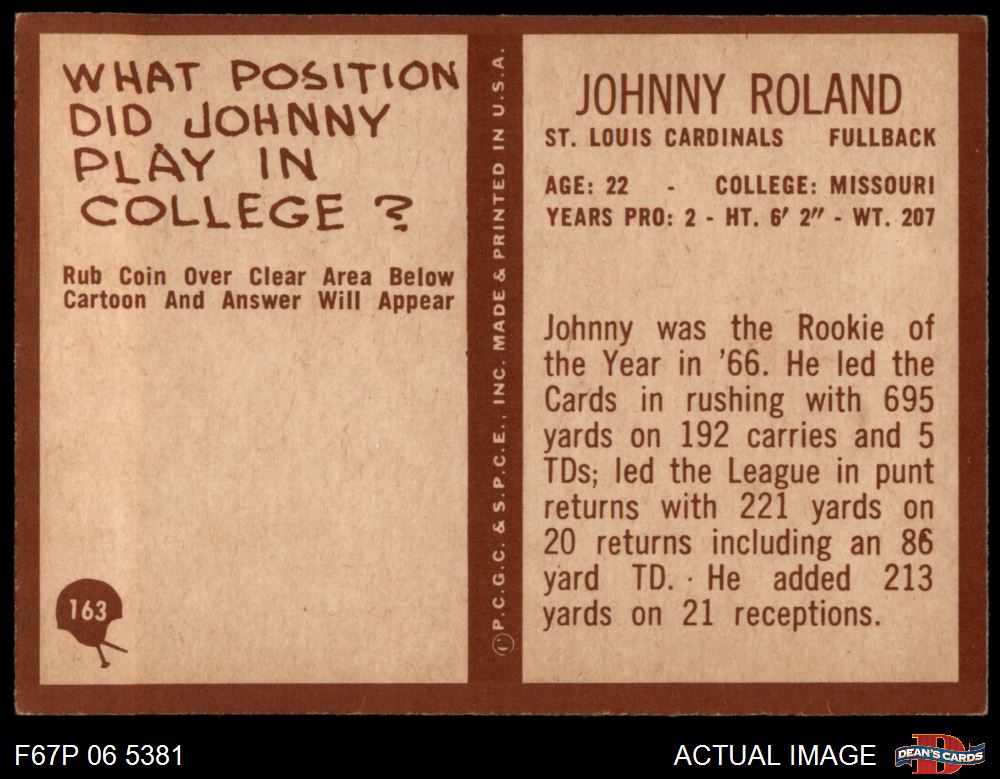 WHAT POSITION
DID JOHNNY
PLAY IN
COLLEGE ?
Rub Coin Over Clear Area Below
Cartoon And Answer Will Appear
163
© P.C.G.C. & S.P.C.E., INC. MADE & PRINTED IN U.S.A.
JOHNNY ROLAND
ST. LOUIS CARDINALS FULLBACK
AGE: 22 - COLLEGE: MISSOURI
YEARS PRO: 2 - HT. 6' 2" - WT. 207
Johnny was the Rookie of
the Year in '66. He led the
Cards in rushing with 695
yards on 192 carries and 5
TDs; led the League in punt
returns with 221 yards on
20 returns including an 86
yard TD. He added 213
yards on 21 receptions.
F67P 06 5381
ACTUAL IMAGE
D
DEAN'S CARDS